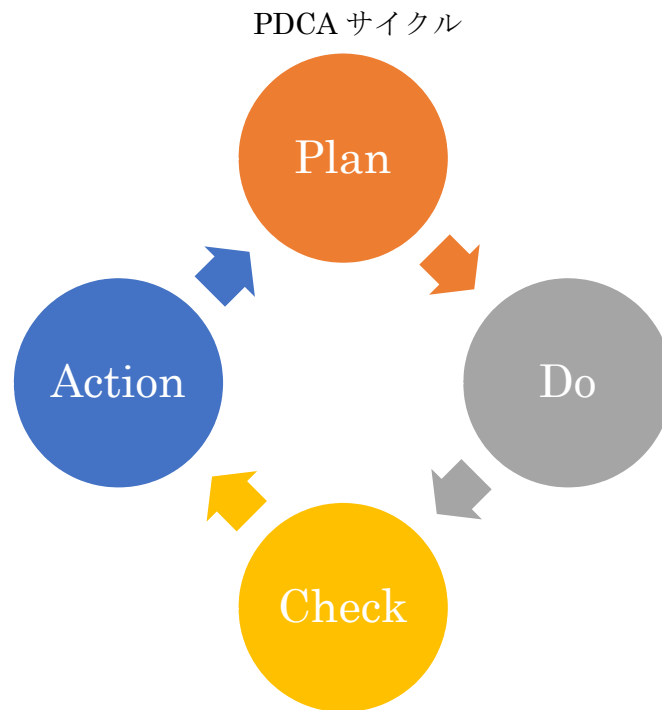 PDCA サイクル
Plan
Do
Check
Action